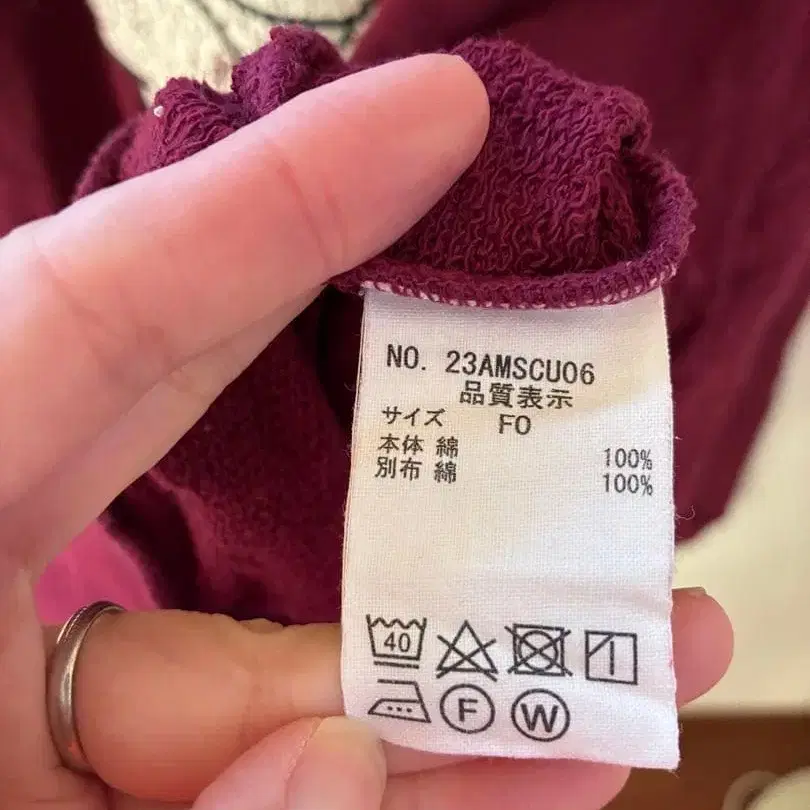 NO. 23AMSCU06
品質表示
サイズ FO
本体 綿 100%
別布 綿 100%
40
F W